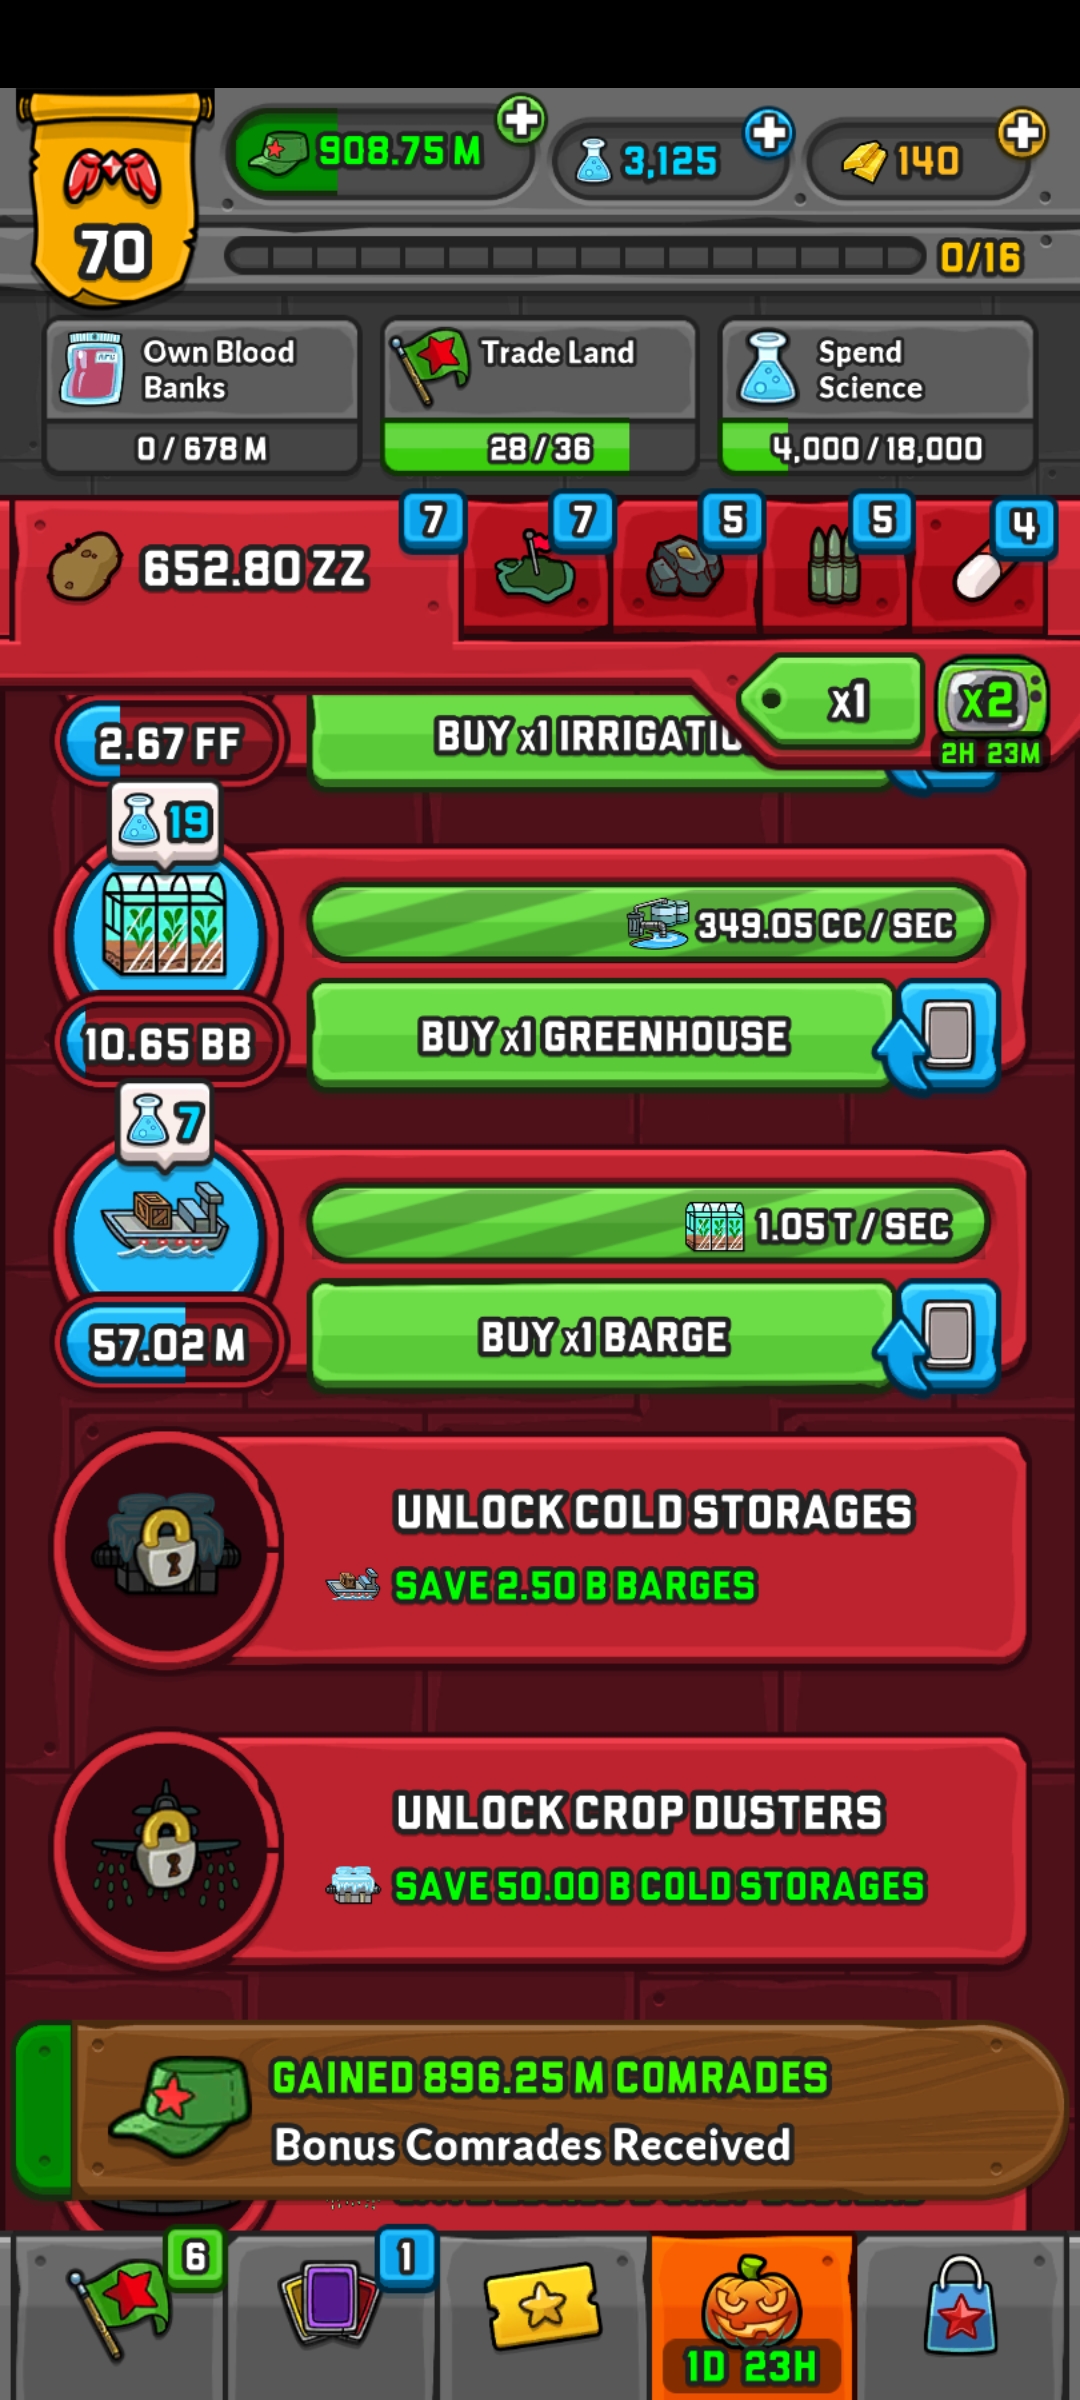 908.75 M
3,125
140
70
0/16
Own Blood
Banks
0 / 678 M
Trade Land
28 / 36
Spend
Science
4,000 / 18,000
652.80 ZZ
7
7
5
5
4
x1
x2
2H 23M
2.67 FF
BUY x1
19
349.05 CC / SEC
10.65 BB
BUY x1 GREENHOUSE
7
1.05 T / SEC
57.02 M
BUY x1 BARGE
UNLOCK COLD STORAGES
SAVE 2.50 B BARGES
UNLOCK CROP DUSTERS
SAVE 50.00 B COLD STORAGES
GAINED 896.25 M COMRADES
Bonus Comrades Received
6
1
1D 23H